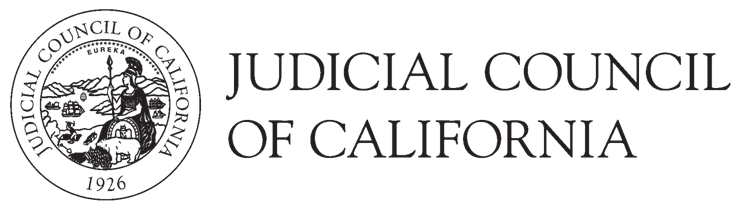 JUDICIAL COUNCIL OF CALIFORNIA
EUREKA
1926
JUDICIAL COUNCIL
OF CALIFORNIA